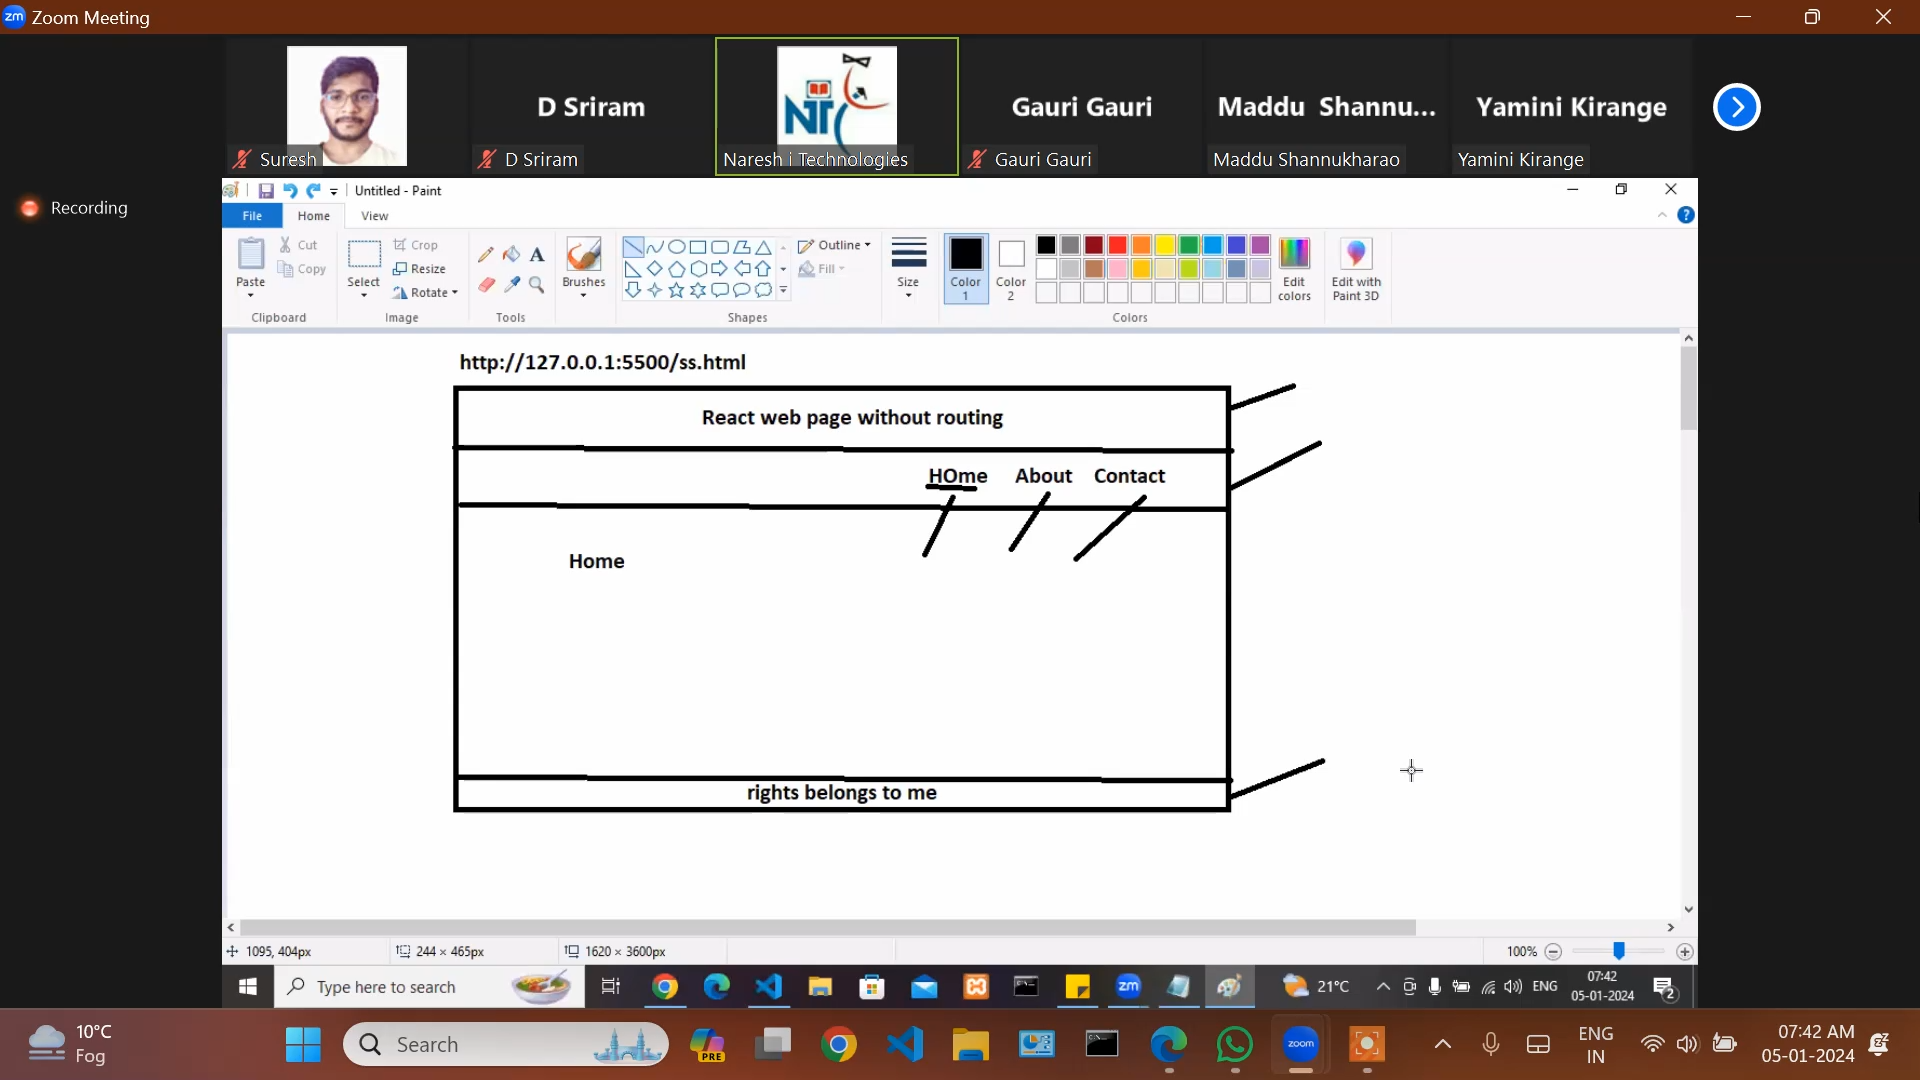 zm Zoom Meeting
D Sriram
NTC
Gauri Gauri
Maddu Shannu...
Yamini Kirange
Suresh
D Sriram
Naresh i Technologies
Gauri Gauri
Maddu Shannukharao
Yamini Kirange
Recording
Untitled - Paint
File Home View
Cut
Copy
Paste
Clipboard
Crop
Resize
Rotate
Select
Image
A
Tools
Brushes
Shapes
Outline
Fill
Size
Color
1
Color
2
Edit
colors
Edit with
Paint 3D
Colors
http://127.0.0.1:5500/ss.html
React web page without routing
HOme About Contact
Home
rights belongs to me
1095, 404px 244 × 465px 1620 × 3600px 100%
Type here to search zm 21°C ENG 07:42
05-01-2024 2
10°C
Fog
Search PRE zoom ENG
IN 07:42 AM
05-01-2024